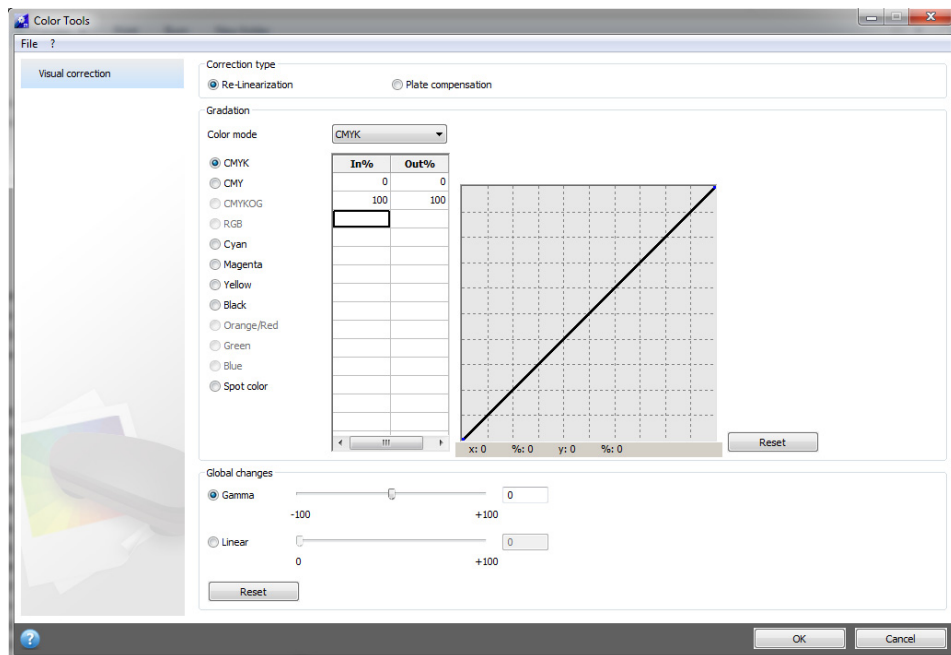 Color Tools
File ?
Visual correction
Correction type
Re-Linearization Plate compensation
Gradation
Color mode CMYK
In% Out%
0 0
100 100
CMYK
CMY
CMYKOG
RGB
Cyan
Magenta
Yellow
Black
Orange/Red
Green
Blue
Spot color
x: 0 %: 0 y: 0 %: 0
Reset
Global changes
Gamma 0
-100 +100
Linear 0
0 +100
Reset
? OK Cancel